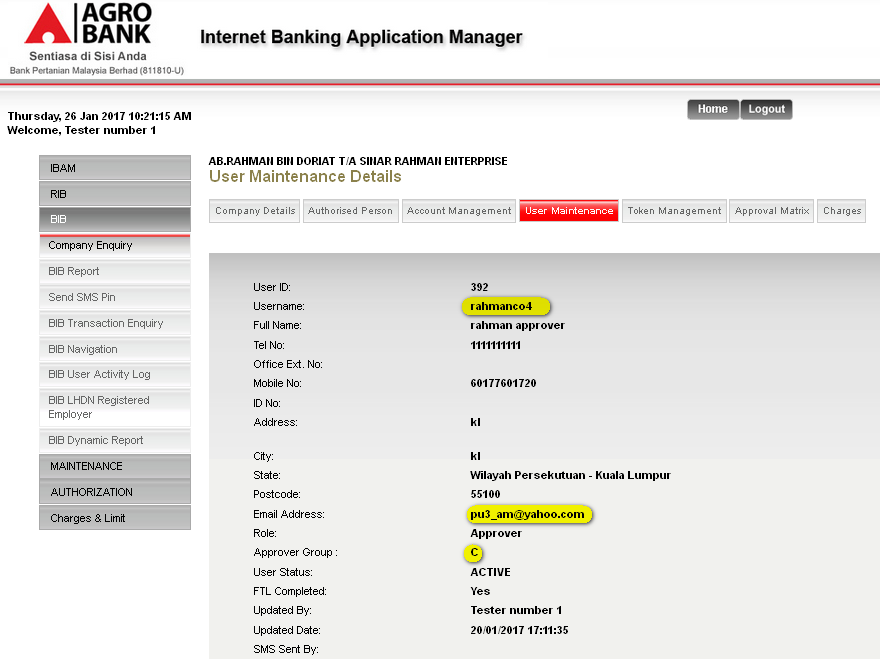 AGRO
BANK
Sentiasa di Sisi Anda
Bank Pertanian Malaysia Berhad (811810-U)
Internet Banking Application Manager
Home Logout
Thursday, 26 Jan 2017 10:21:15 AM
Welcome, Tester number 1
IBAM
RIB
BIB
Company Enquiry
BIB Report
Send SMS Pin
BIB Transaction Enquiry
BIB Navigation
BIB User Activity Log
BIB LHDN Registered
Employer
BIB Dynamic Report
MAINTENANCE
AUTHORIZATION
Charges & Limit
AB.RAHMAN BIN DORIAT T/A SINAR RAHMAN ENTERPRISE
User Maintenance Details
Company Details Authorised Person Account Management User Maintenance Token Management Approval Matrix Charges
User ID: 392
Username: rahmanco4
Full Name: rahman approver
Tel No: 1111111111
Office Ext. No:
Mobile No: 60177601720
ID No:
Address: kl
City: kl
State: Wilayah Persekutuan - Kuala Lumpur
Postcode: 55100
Email Address: pu3_am@yahoo.com
Role: Approver
Approver Group : C
User Status: ACTIVE
FTL Completed: Yes
Updated By: Tester number 1
Updated Date: 20/01/2017 17:11:35
SMS Sent By: